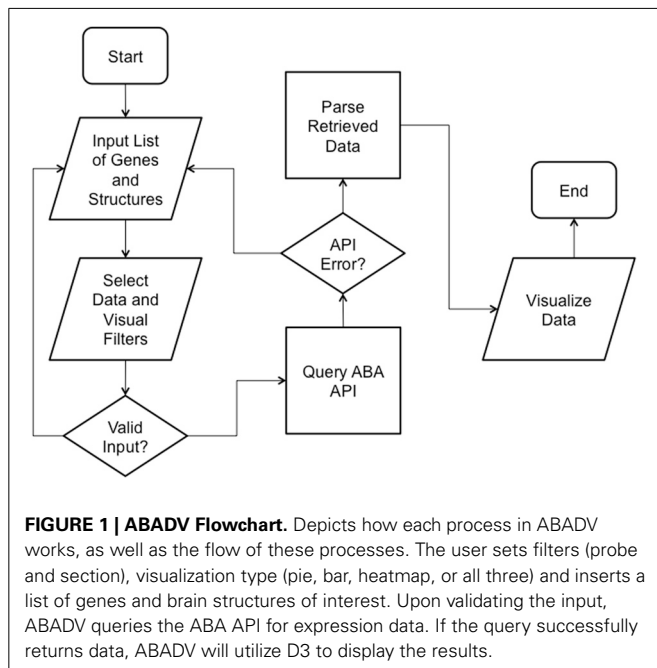 Start
Input List
of Genes
and
Structures
Select
Data and
Visual
Filters
Valid
Input?
Query ABA
API
API
Error?
Parse
Retrieved
Data
Visualize
Data
End
FIGURE 1 | ABADV Flowchart. Depicts how each process in ABADV
works, as well as the flow of these processes. The user sets filters (probe
and section), visualization type (pie, bar, heatmap, or all three) and inserts a
list of genes and brain structures of interest. Upon validating the input,
ABADV queries the ABA API for expression data. If the query successfully
returns data, ABADV will utilize D3 to display the results.